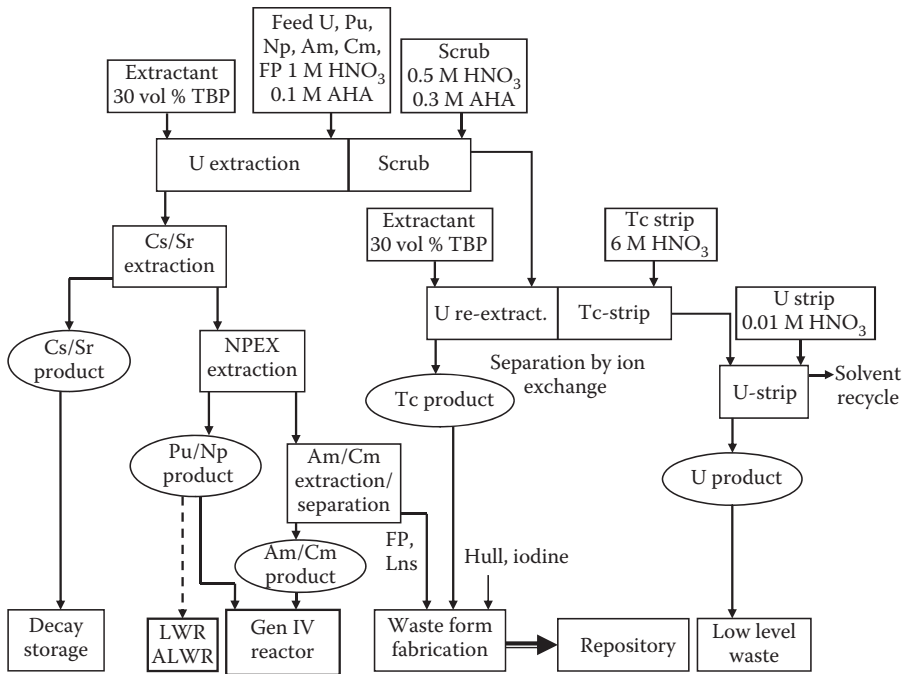 Feed U, Pu,
Np, Am, Cm,
FP 1 M HNO₃
0.1 M AHA
Scrub
0.5 M HNO₃
0.3 M AHA
Extractant
30 vol % TBP
U extraction
Scrub
Extractant
30 vol % TBP
Tc strip
6 M HNO₃
Cs/Sr
extraction
U re-extract.
Tc-strip
U strip
0.01 M HNO₃
Cs/Sr
product
NPEX
extraction
Separation by ion
exchange
Tc product
U-strip
Solvent
recycle
Pu/Np
product
Am/Cm
extraction/
separation
U product
FP,
Lns
Hull, iodine
Am/Cm
product
Decay
storage
LWR
ALWR
Gen IV
reactor
Waste form
fabrication
Repository
Low level
waste